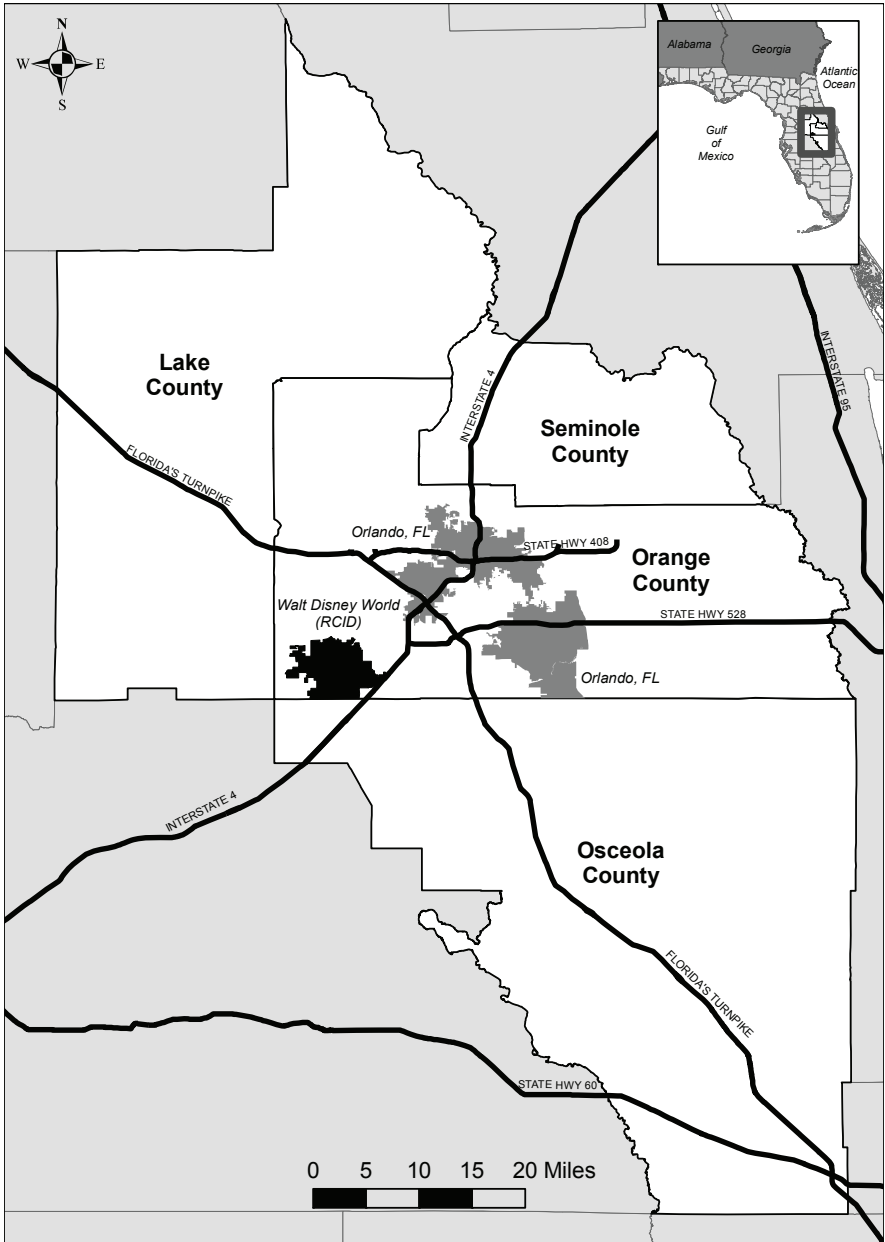 N
W E
S
Alabama
Georgia
Atlantic
Ocean
Gulf
of
Mexico
INTERSTATE 95
Lake
County
INTERSTATE 4
Seminole
County
FLORIDA'S TURNPIKE
Orlando, FL
STATE HWY 408
Orange
County
Walt Disney World
(RCID)
STATE HWY 528
Orlando, FL
INTERSTATE 4
Osceola
County
FLORIDA'S TURNPIKE
STATE HWY 60
0 5 10 15 20 Miles